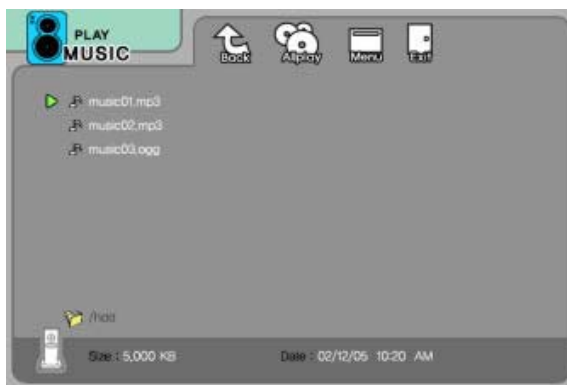 PLAY
MUSIC
Back
Allplay
Menu
Exit
music01.mp3
music02.mp3
music03.ogg
/hdd
Size : 5,000 KB
Date : 02/12/05 10:20 AM